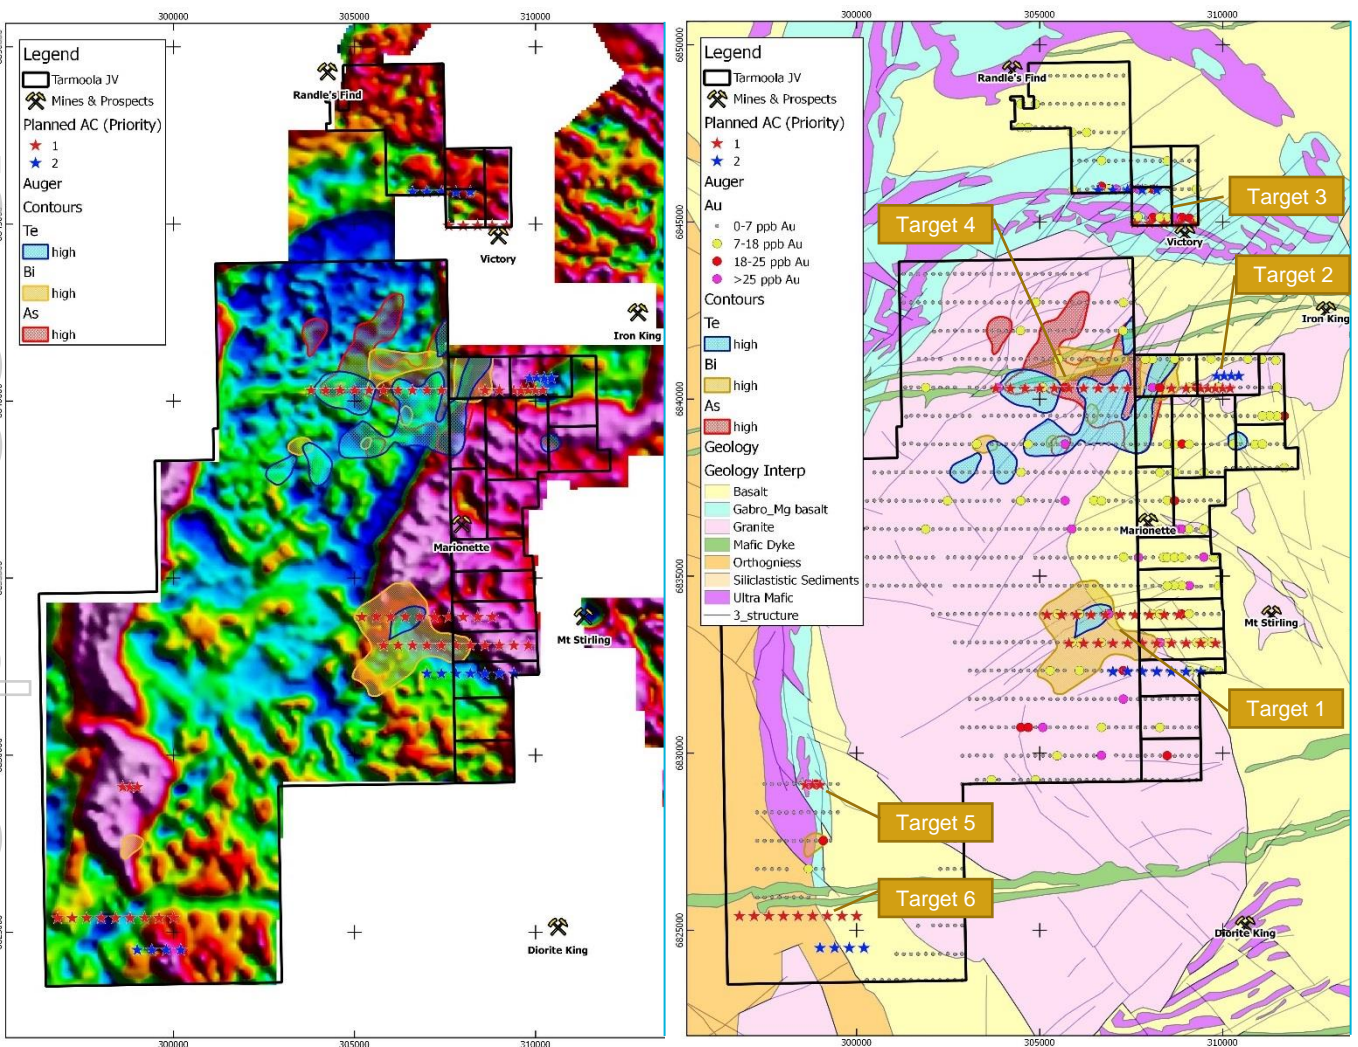 300000 305000 310000
Legend
Tarmoola JV
Mines & Prospects
Planned AC (Priority)
1
2
Auger
Contours
Te
high
Bi
high
As
high
Randle's Find
Victory
Iron King
Marionette
Mt Stirling
Diorite King
300000 305000 310000
300000 305000 310000
6850000
6845000
6840000
6835000
6830000
6825000
Legend
Tarmoola JV
Mines & Prospects
Planned AC (Priority)
1
2
Auger
Au
0-7 ppb Au
7-18 ppb Au
18-25 ppb Au
>25 ppb Au
Contours
Te
high
Bi
high
As
high
Geology
Geology Interp
Basalt
Gabro_Mg basalt
Granite
Mafic Dyke
Orthogniess
Siliclastistic Sediments
Ultra Mafic
3_structure
Randle's Find
Target 3
Target 4
Victory
Target 2
Iron King
Marionette
Mt Stirling
Target 1
Target 5
Target 6
Diorite King
300000 305000 310000